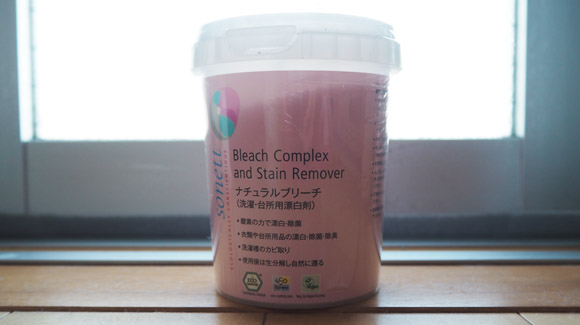 sonett
Bleach Complex
and Stain Remover
ナチュラルブリーチ
(洗濯・台所用漂白剤)
・酸素の力で漂白・除菌
・衣類や台所用品の漂白・除菌・除臭
・洗濯槽のカビ取り
・使用後は生分解し自然に還る